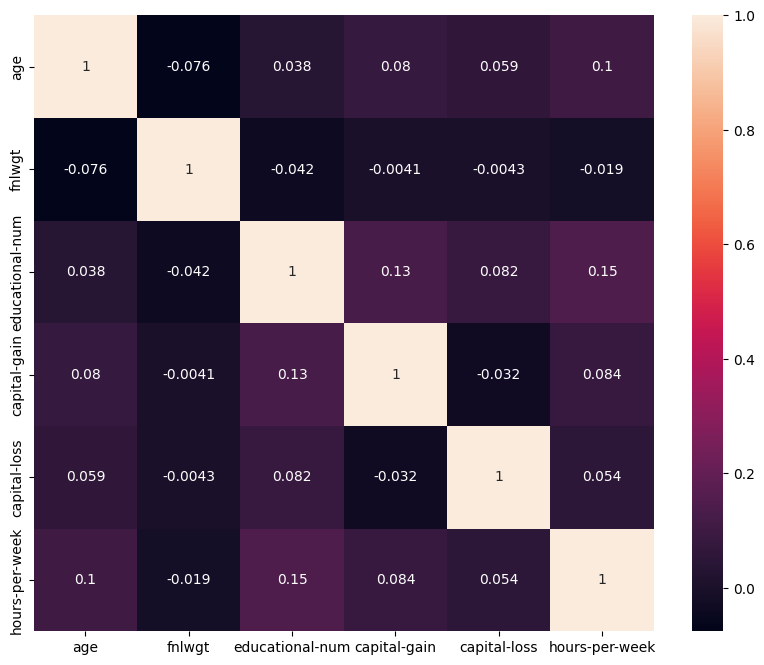 age 1 -0.076 0.038 0.08 0.059 0.1
fnlwgt -0.076 1 -0.042 -0.0041 -0.0043 -0.019
educational-num 0.038 -0.042 1 0.13 0.082 0.15
capital-gain 0.08 -0.0041 0.13 1 -0.032 0.084
capital-loss 0.059 -0.0043 0.082 -0.032 1 0.054
hours-per-week 0.1 -0.019 0.15 0.084 0.054 1
age fnlwgt educational-num capital-gain capital-loss hours-per-week
1.0
0.8
0.6
0.4
0.2
0.0